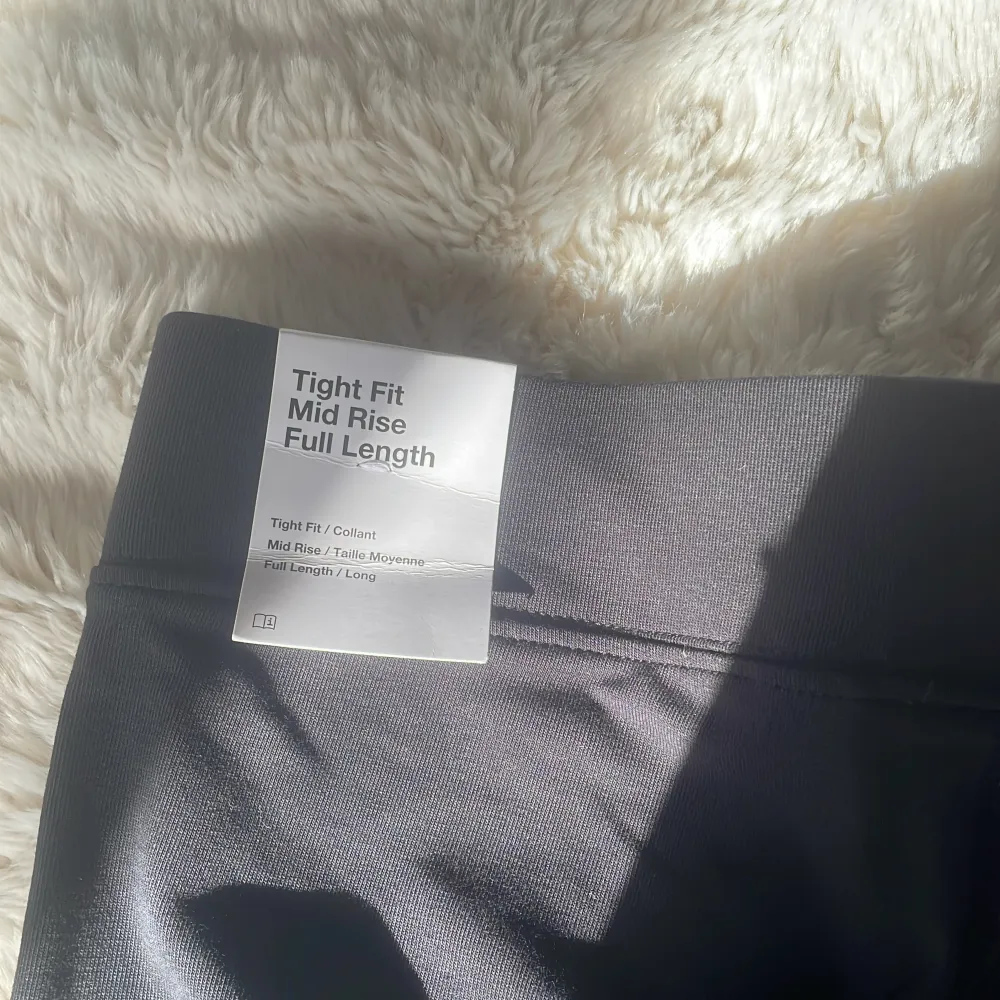 Tight Fit
Mid Rise
Full Length
Tight Fit / Collant
Mid Rise / Taille Moyenne
Full Length / Long
i